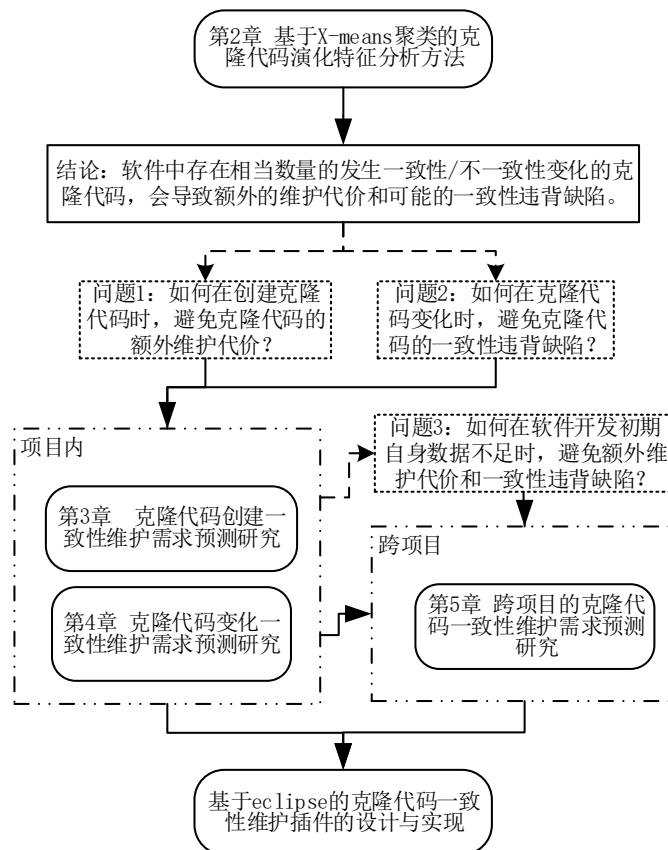 第2章 基于X-means聚类的克
隆代码演化特征分析方法
结论：软件中存在相当数量的发生一致性/不一致性变化的克
隆代码，会导致额外的维护代价和可能的一致性违背缺陷。
问题1：如何在创建克隆
代码时，避免克隆代码的
额外维护代价？
问题2：如何在克隆代
码变化时，避免克隆代
码的一致性违背缺陷？
项目内
第3章 克隆代码创建一
致性维护需求预测研究
第4章 克隆代码变化一
致性维护需求预测研究
问题3：如何在软件开发初期
自身数据不足时，避免额外维
护代价和一致性违背缺陷？
跨项目
第5章 跨项目的克隆代
码一致性维护需求预测
研究
基于eclipse的克隆代码一致
性维护插件的设计与实现